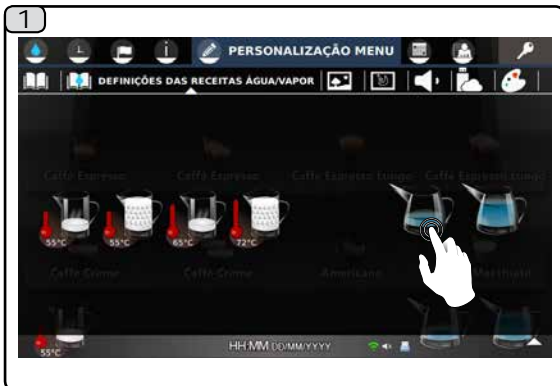 1
PERSONALIZAÇÃO MENU
DEFINIÇÕES DAS RECEITAS ÁGUA/VAPOR
Caffè Espresso Caffè Espresso Caffè Espresso Lungo Caffè Espresso Lungo
55°C 55°C 65°C 72°C
Caffè Crème Caffè Crème Americano Macchiato
55°C
HH:MM DD/MM/YYYY